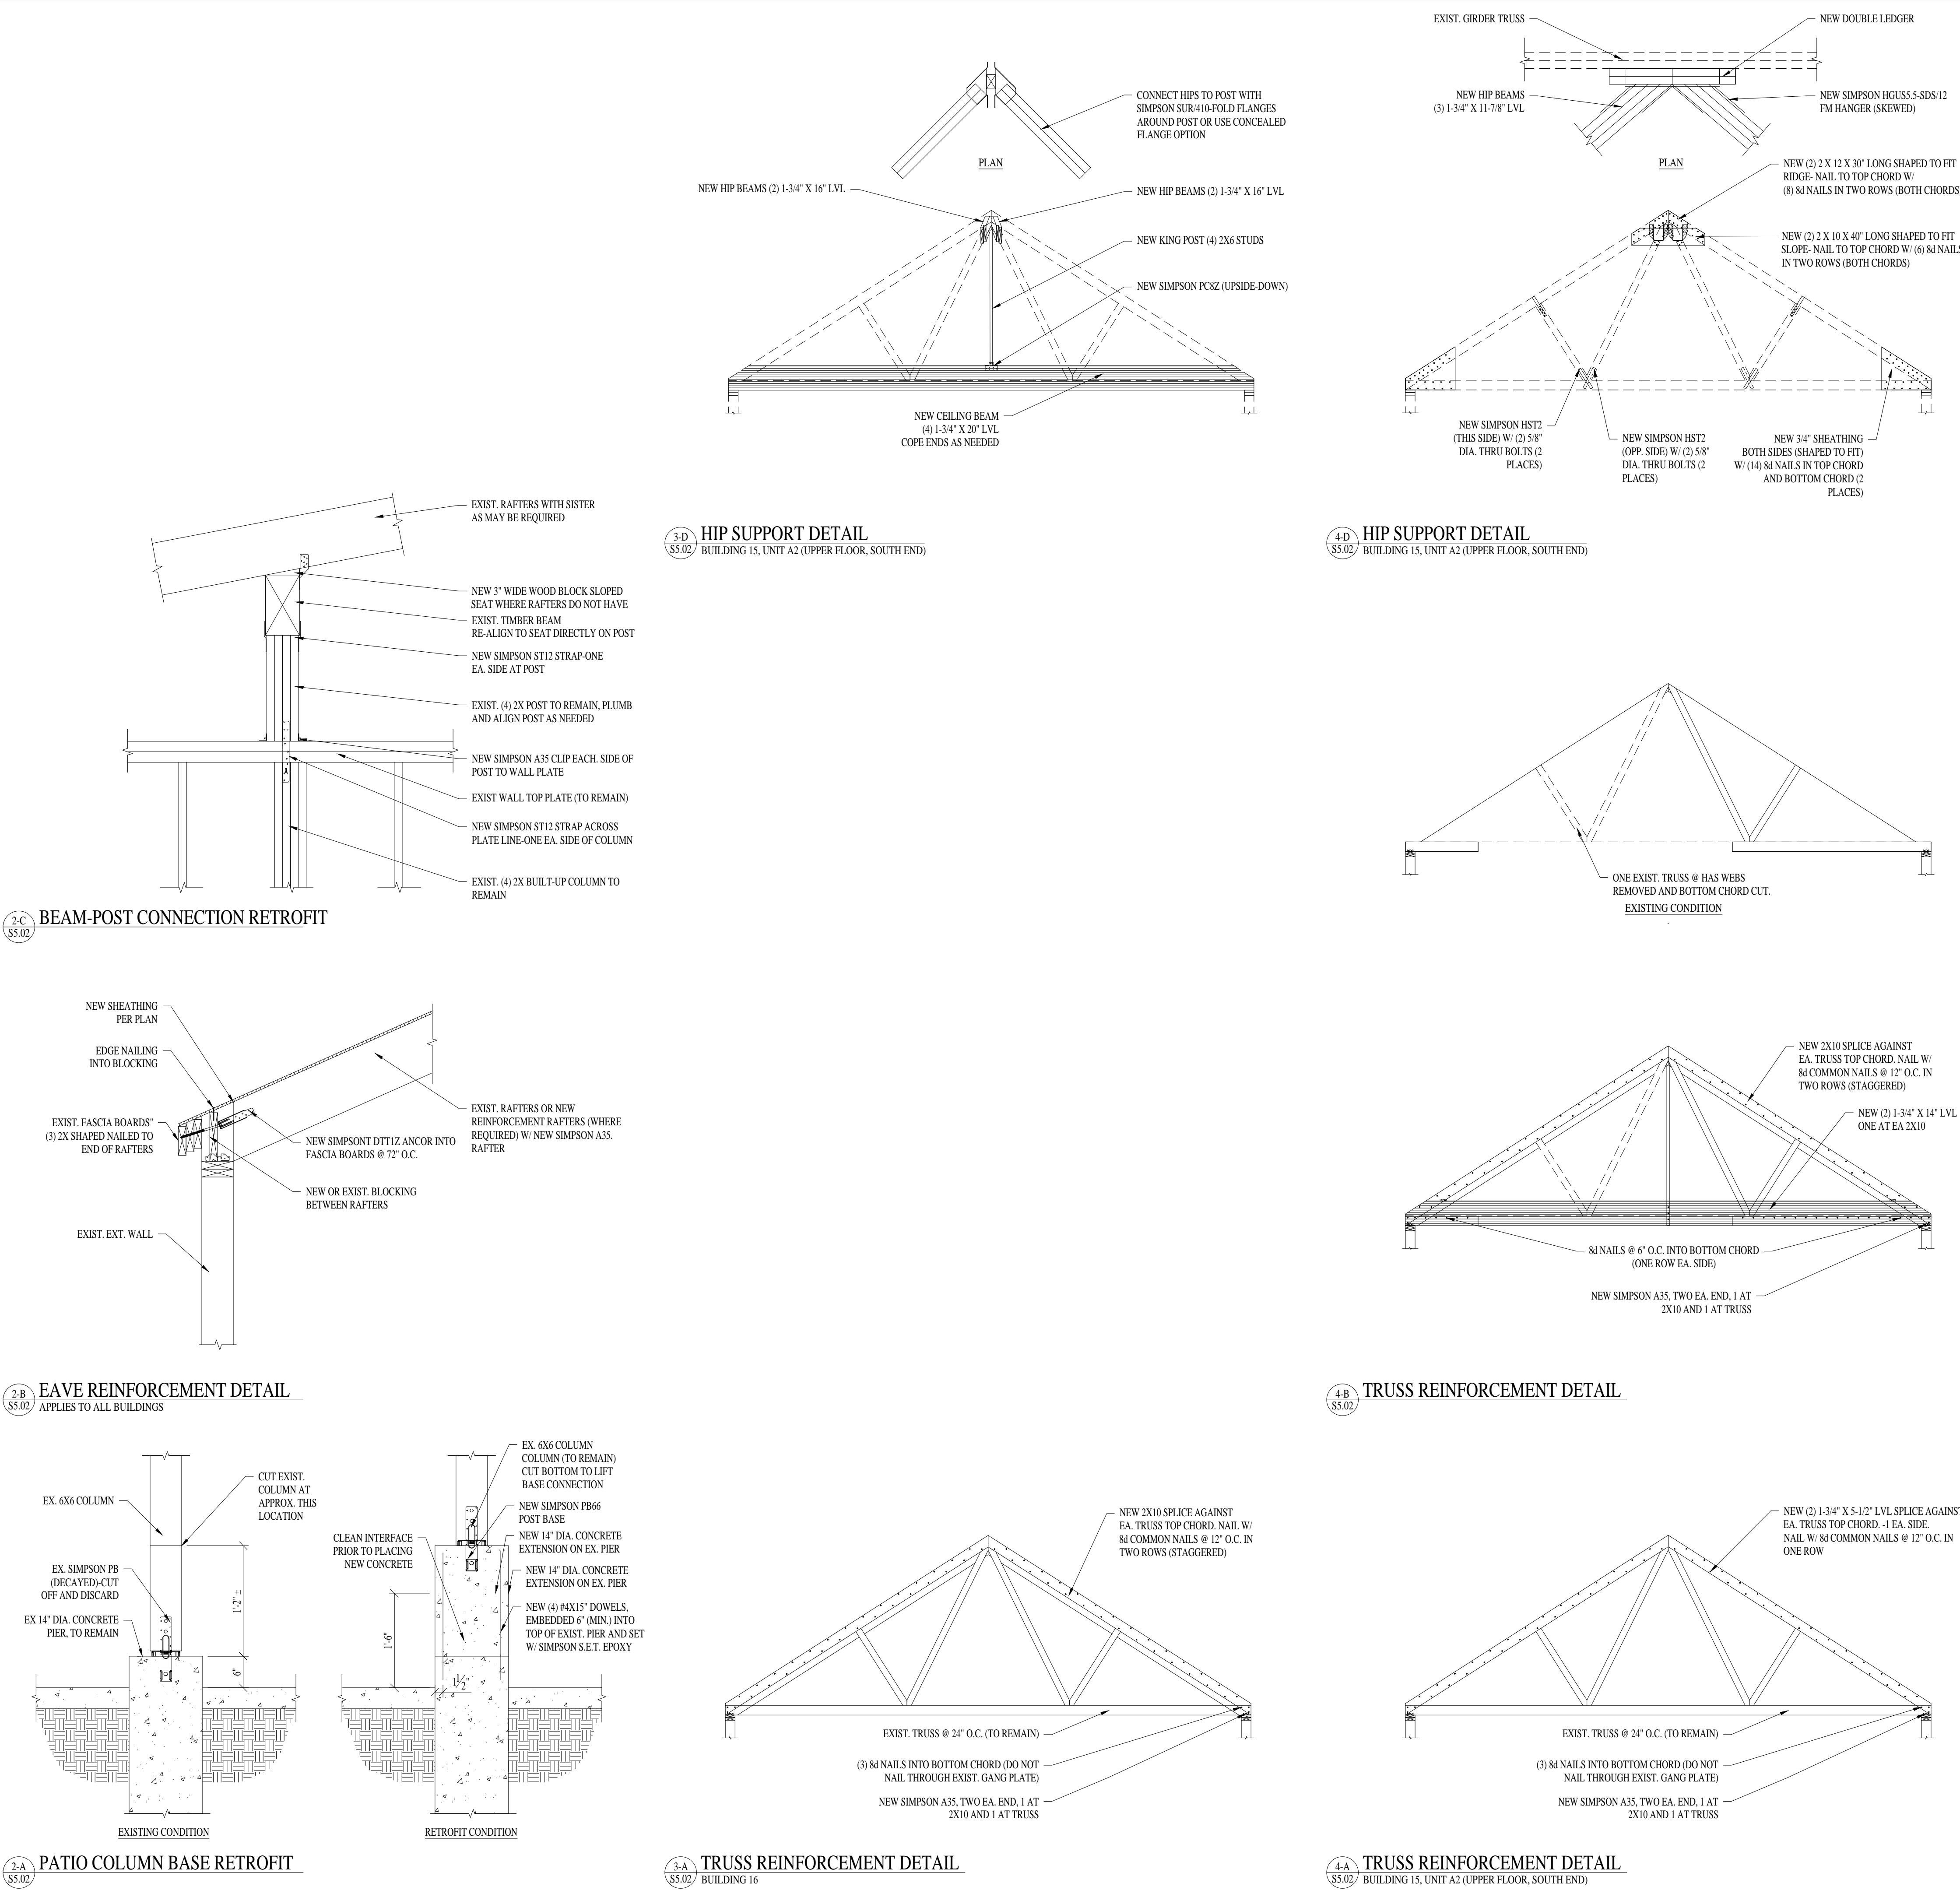 CONNECT HIPS TO POST WITH
SIMPSON SUR/410-FOLD FLANGES
AROUND POST OR USE CONCEALED
FLANGE OPTION
PLAN
NEW HIP BEAMS (2) 1-3/4" X 16" LVL
NEW HIP BEAMS (2) 1-3/4" X 16" LVL
NEW KING POST (4) 2X6 STUDS
NEW SIMPSON PC8Z (UPSIDE-DOWN)
NEW CEILING BEAM
(4) 1-3/4" X 20" LVL
COPE ENDS AS NEEDED
3-D
S5.02
HIP SUPPORT DETAIL
BUILDING 15, UNIT A2 (UPPER FLOOR, SOUTH END)
EXIST. GIRDER TRUSS
NEW DOUBLE LEDGER
NEW HIP BEAMS
(3) 1-3/4" X 11-7/8" LVL
NEW SIMPSON HGUS5.5-SDS/12
FM HANGER (SKEWED)
PLAN
NEW (2) 2 X 12 X 30" LONG SHAPED TO FIT
RIDGE- NAIL TO TOP CHORD W/
(8) 8d NAILS IN TWO ROWS (BOTH CHORDS
NEW (2) 2 X 10 X 40" LONG SHAPED TO FIT
SLOPE- NAIL TO TOP CHORD W/ (6) 8d NAILS
IN TWO ROWS (BOTH CHORDS)
NEW SIMPSON HST2
(THIS SIDE) W/ (2) 5/8"
DIA. THRU BOLTS (2
PLACES)
NEW SIMPSON HST2
(OPP. SIDE) W/ (2) 5/8"
DIA. THRU BOLTS (2
PLACES)
NEW 3/4" SHEATHING
BOTH SIDES (SHAPED TO FIT)
W/ (14) 8d NAILS IN TOP CHORD
AND BOTTOM CHORD (2
PLACES)
4-D
S5.02
HIP SUPPORT DETAIL
BUILDING 15, UNIT A2 (UPPER FLOOR, SOUTH END)
EXIST. RAFTERS WITH SISTER
AS MAY BE REQUIRED
NEW 3" WIDE WOOD BLOCK SLOPED
SEAT WHERE RAFTERS DO NOT HAVE
EXIST. TIMBER BEAM
RE-ALIGN TO SEAT DIRECTLY ON POST
NEW SIMPSON ST12 STRAP-ONE
EA. SIDE AT POST
EXIST. (4) 2X POST TO REMAIN, PLUMB
AND ALIGN POST AS NEEDED
NEW SIMPSON A35 CLIP EACH. SIDE OF
POST TO WALL PLATE
EXIST WALL TOP PLATE (TO REMAIN)
NEW SIMPSON ST12 STRAP ACROSS
PLATE LINE-ONE EA. SIDE OF COLUMN
EXIST. (4) 2X BUILT-UP COLUMN TO
REMAIN
2-C
S5.02
BEAM-POST CONNECTION RETROFIT
ONE EXIST. TRUSS @ HAS WEBS
REMOVED AND BOTTOM CHORD CUT.
EXISTING CONDITION
NEW SHEATHING
PER PLAN
EDGE NAILING
INTO BLOCKING
EXIST. FASCIA BOARDS"
(3) 2X SHAPED NAILED TO
END OF RAFTERS
EXIST. RAFTERS OR NEW
REINFORCEMENT RAFTERS (WHERE
REQUIRED) W/ NEW SIMPSON A35.
RAFTER
NEW SIMPSONT DTT1Z ANCOR INTO
FASCIA BOARDS @ 72" O.C.
NEW OR EXIST. BLOCKING
BETWEEN RAFTERS
EXIST. EXT. WALL
2-B
S5.02
EAVE REINFORCEMENT DETAIL
APPLIES TO ALL BUILDINGS
NEW 2X10 SPLICE AGAINST
EA. TRUSS TOP CHORD. NAIL W/
8d COMMON NAILS @ 12" O.C. IN
TWO ROWS (STAGGERED)
NEW (2) 1-3/4" X 14" LVL
ONE AT EA 2X10
8d NAILS @ 6" O.C. INTO BOTTOM CHORD
(ONE ROW EA. SIDE)
NEW SIMPSON A35, TWO EA. END, 1 AT
2X10 AND 1 AT TRUSS
4-B
S5.02
TRUSS REINFORCEMENT DETAIL
EX. 6X6 COLUMN
CUT EXIST.
COLUMN AT
APPROX. THIS
LOCATION
EX. SIMPSON PB
(DECAYED)-CUT
OFF AND DISCARD
EX 14" DIA. CONCRETE
PIER, TO REMAIN
1'-2" ±
6"
EXISTING CONDITION
EX. 6X6 COLUMN
COLUMN (TO REMAIN)
CUT BOTTOM TO LIFT
BASE CONNECTION
NEW SIMPSON PB66
POST BASE
CLEAN INTERFACE
PRIOR TO PLACING
NEW CONCRETE
NEW 14" DIA. CONCRETE
EXTENSION ON EX. PIER
NEW 14" DIA. CONCRETE
EXTENSION ON EX. PIER
NEW (4) #4X15" DOWELS,
EMBEDDED 6" (MIN.) INTO
TOP OF EXIST. PIER AND SET
W/ SIMPSON S.E.T. EPOXY
1'-6"
1 1/2"
RETROFIT CONDITION
2-A
S5.02
PATIO COLUMN BASE RETROFIT
NEW 2X10 SPLICE AGAINST
EA. TRUSS TOP CHORD. NAIL W/
8d COMMON NAILS @ 12" O.C. IN
TWO ROWS (STAGGERED)
EXIST. TRUSS @ 24" O.C. (TO REMAIN)
(3) 8d NAILS INTO BOTTOM CHORD (DO NOT
NAIL THROUGH EXIST. GANG PLATE)
NEW SIMPSON A35, TWO EA. END, 1 AT
2X10 AND 1 AT TRUSS
3-A
S5.02
TRUSS REINFORCEMENT DETAIL
BUILDING 16
NEW (2) 1-3/4" X 5-1/2" LVL SPLICE AGAINST
EA. TRUSS TOP CHORD. -1 EA. SIDE.
NAIL W/ 8d COMMON NAILS @ 12" O.C. IN
ONE ROW
EXIST. TRUSS @ 24" O.C. (TO REMAIN)
(3) 8d NAILS INTO BOTTOM CHORD (DO NOT
NAIL THROUGH EXIST. GANG PLATE)
NEW SIMPSON A35, TWO EA. END, 1 AT
2X10 AND 1 AT TRUSS
4-A
S5.02
TRUSS REINFORCEMENT DETAIL
BUILDING 15, UNIT A2 (UPPER FLOOR, SOUTH END)